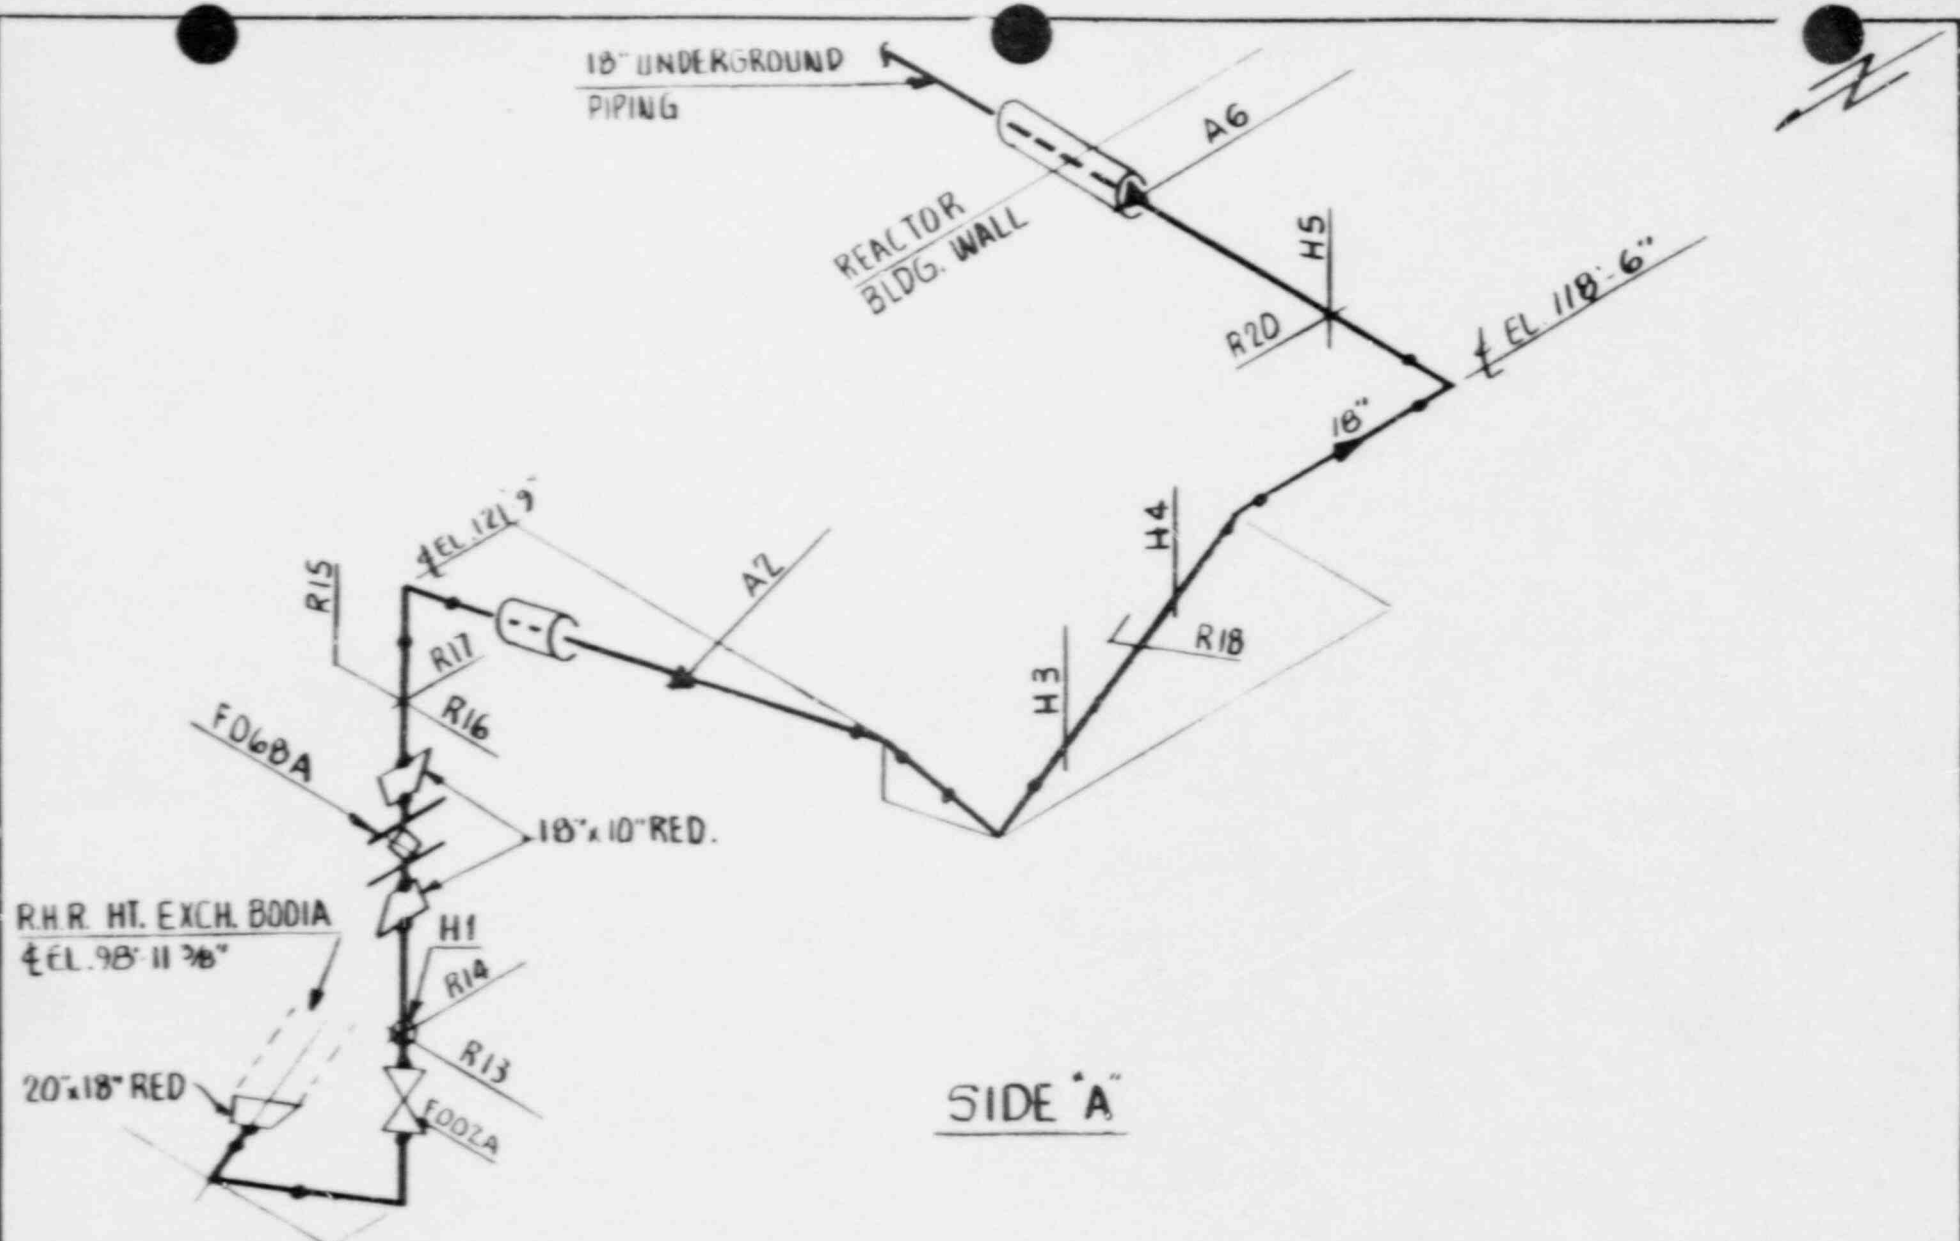 18" UNDERGROUND
PIPING
A6
REACTOR
BLDG. WALL
H5
R20
℄ EL. 118'-6"
18"
℄ EL. 121'9"
A2
H4
R15
R17
R18
R16
H3
F068A
18"x10" RED.
R.H.R. HT. EXCH. B001A
℄ EL. 98'-11 3/8"
H1
R14
R13
20"x18" RED
F002A
SIDE "A"